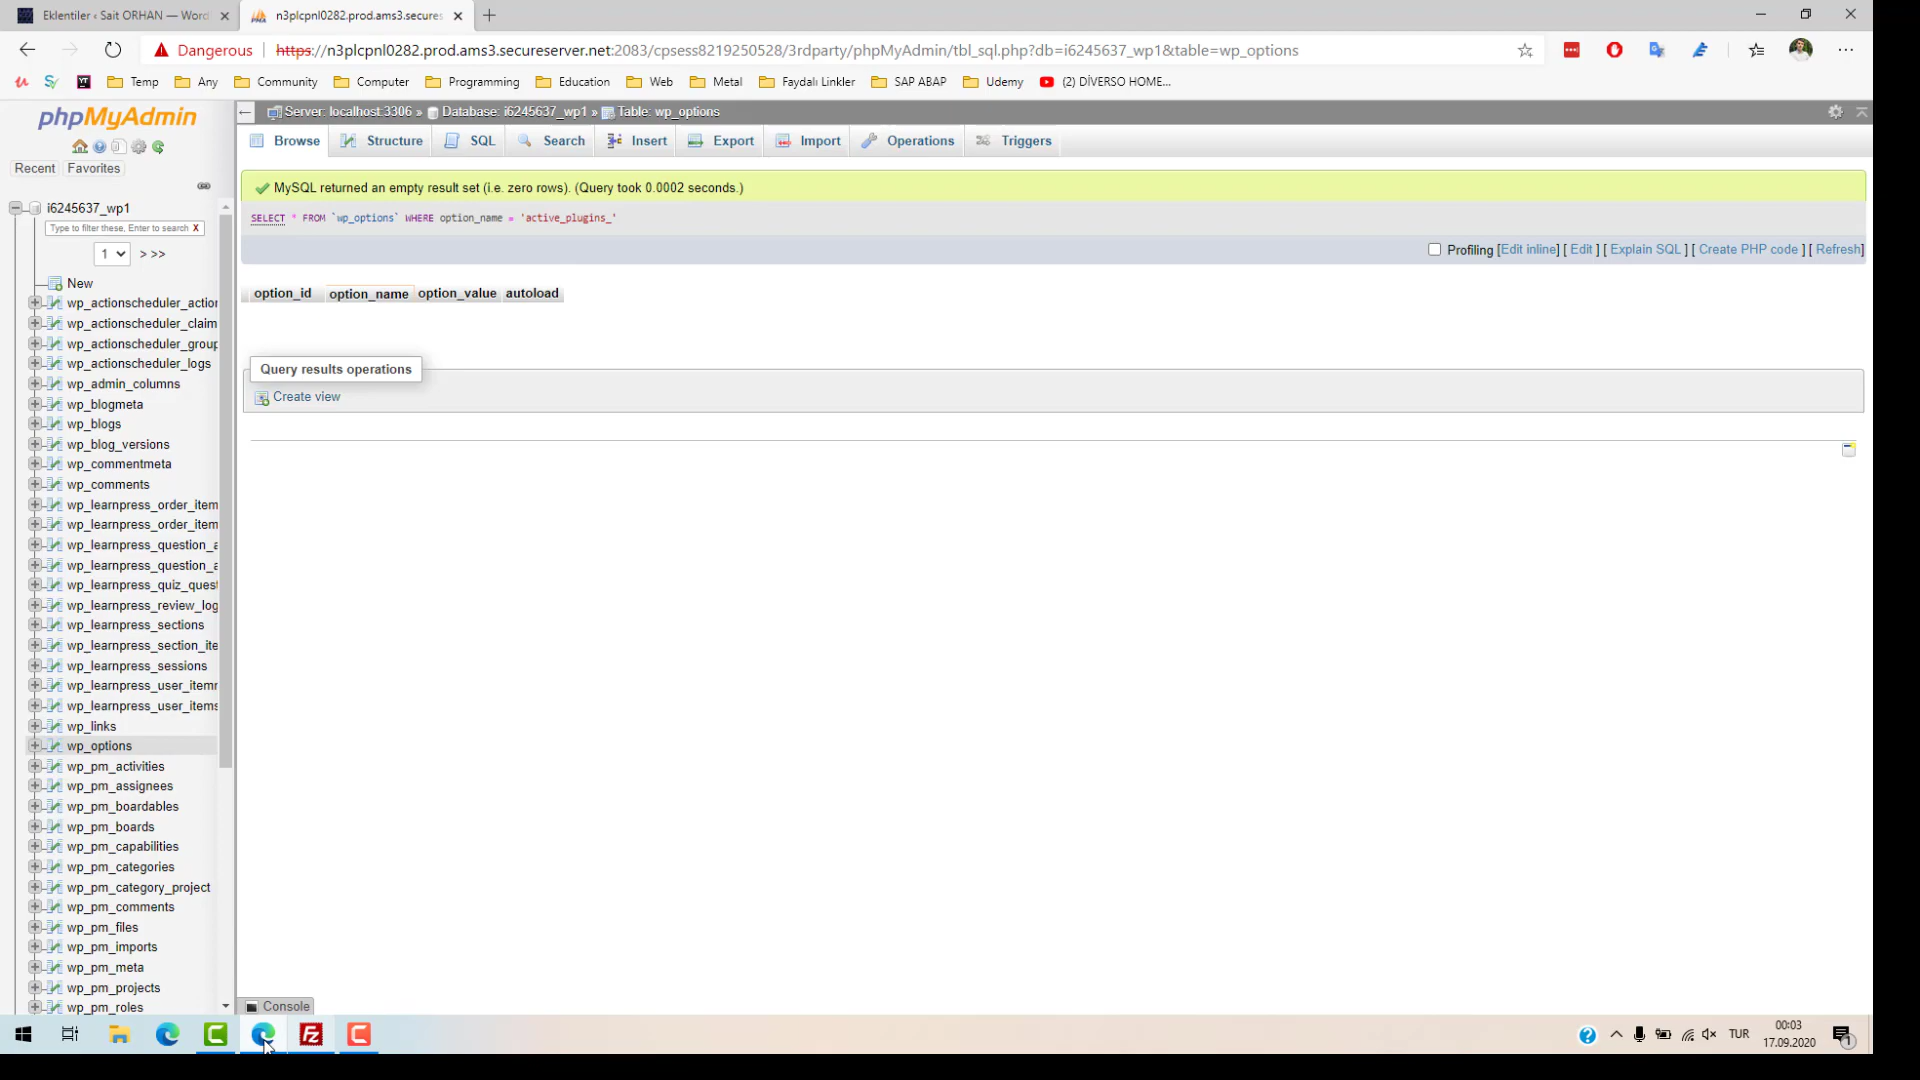 Eklentiler ‹ Sait ORHAN — Word
n3plcpnl0282.prod.ams3.secures
Dangerous
https://n3plcpnl0282.prod.ams3.secureserver.net:2083/cpsess8219250528/3rdparty/phpMyAdmin/tbl_sql.php?db=i6245637_wp1&table=wp_options
Temp
Any
Community
Computer
Programming
Education
Web
Metal
Faydalı Linkler
SAP ABAP
Udemy
(2) DİVERSO HOME...
phpMyAdmin
Recent
Favorites
Server: localhost:3306 » Database: i6245637_wp1 » Table: wp_options
Browse
Structure
SQL
Search
Insert
Export
Import
Operations
Triggers
MySQL returned an empty result set (i.e. zero rows). (Query took 0.0002 seconds.)
SELECT * FROM `wp_options` WHERE option_name = 'active_plugins_'
Profiling [Edit inline] [ Edit ] [ Explain SQL ] [ Create PHP code ] [ Refresh]
option_id option_name option_value autoload
Query results operations
Create view
i6245637_wp1
Type to filter these, Enter to search X
1 > >>
New
wp_actionscheduler_action
wp_actionscheduler_claim
wp_actionscheduler_group
wp_actionscheduler_logs
wp_admin_columns
wp_blogmeta
wp_blogs
wp_blog_versions
wp_commentmeta
wp_comments
wp_learnpress_order_item
wp_learnpress_order_item
wp_learnpress_question_a
wp_learnpress_question_a
wp_learnpress_quiz_quest
wp_learnpress_review_log
wp_learnpress_sections
wp_learnpress_section_ite
wp_learnpress_sessions
wp_learnpress_user_itemr
wp_learnpress_user_items
wp_links
wp_options
wp_pm_activities
wp_pm_assignees
wp_pm_boardables
wp_pm_boards
wp_pm_capabilities
wp_pm_categories
wp_pm_category_project
wp_pm_comments
wp_pm_files
wp_pm_imports
wp_pm_meta
wp_pm_projects
wp_pm_roles
Console
TUR
00:03
17.09.2020
1